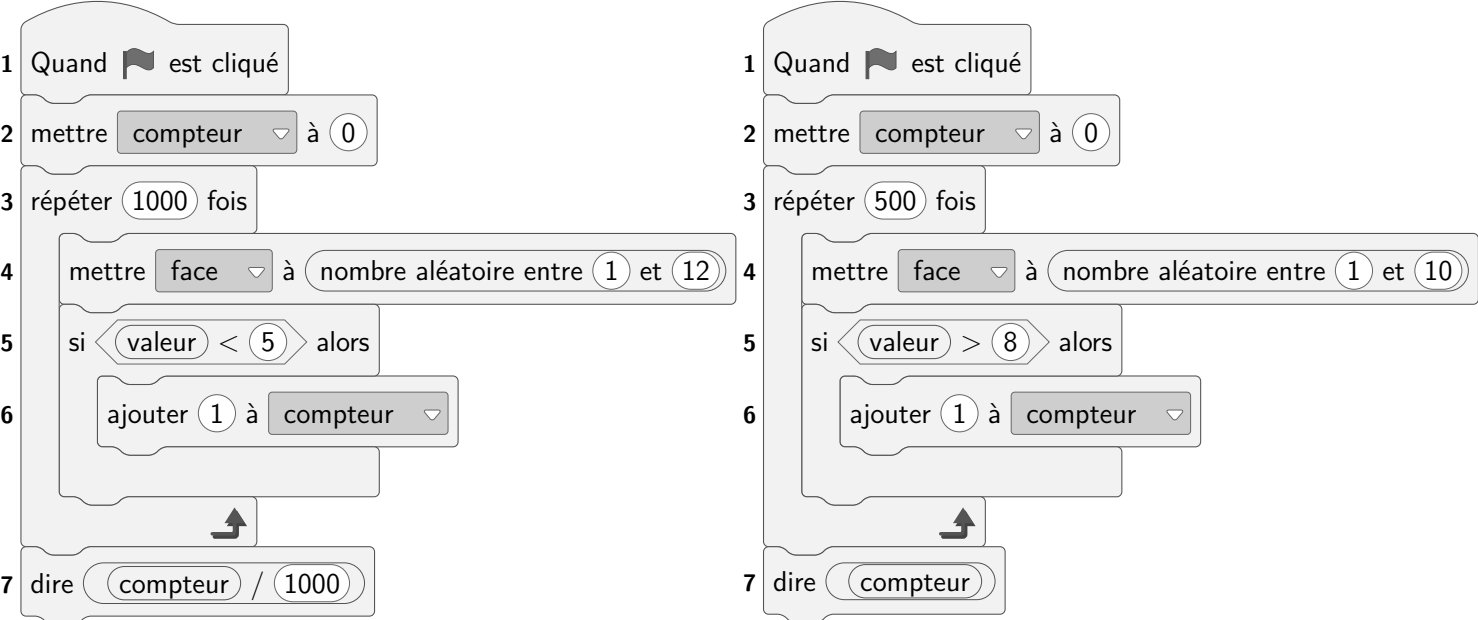 1 Quand est cliqué
2 mettre compteur à 0
3 répéter 1000 fois
4 mettre face à nombre aléatoire entre 1 et 12
5 si valeur < 5 alors
6 ajouter 1 à compteur
7 dire compteur / 1000
1 Quand est cliqué
2 mettre compteur à 0
3 répéter 500 fois
4 mettre face à nombre aléatoire entre 1 et 10
5 si valeur > 8 alors
6 ajouter 1 à compteur
7 dire compteur